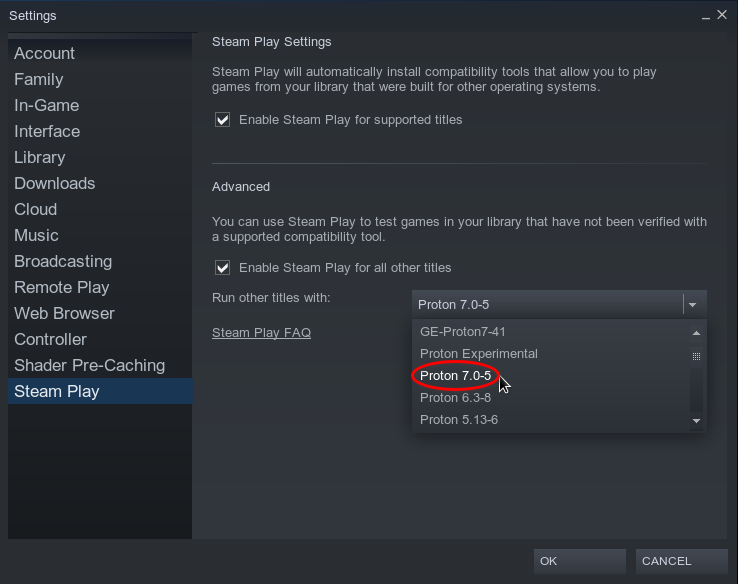 Settings
Account
Family
In-Game
Interface
Library
Downloads
Cloud
Music
Broadcasting
Remote Play
Web Browser
Controller
Shader Pre-Caching
Steam Play
Steam Play Settings
Steam Play will automatically install compatibility tools that allow you to play
games from your library that were built for other operating systems.
Enable Steam Play for supported titles
Advanced
You can use Steam Play to test games in your library that have not been verified with
a supported compatibility tool.
Enable Steam Play for all other titles
Run other titles with:
Proton 7.0-5
Steam Play FAQ
GE-Proton7-41
Proton Experimental
Proton 7.0-5
Proton 6.3-8
Proton 5.13-6
OK
CANCEL